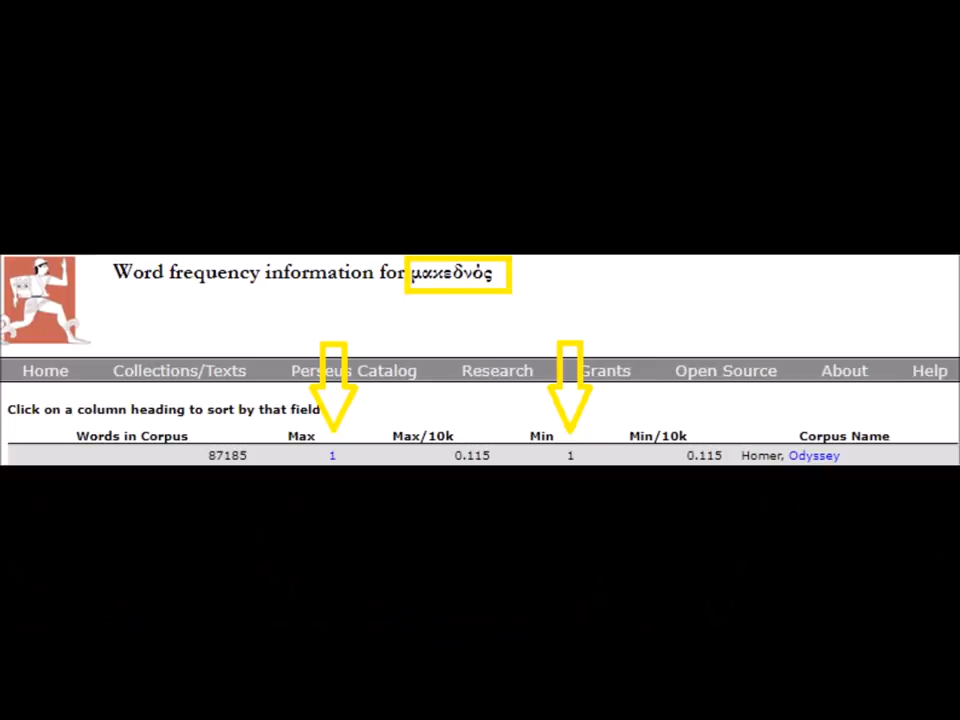 Word frequency information for μακεδνός
Home Collections/Texts Perseus Catalog Research Grants Open Source About Help
Click on a column heading to sort by that field
Words in Corpus Max Max/10k Min Min/10k Corpus Name
87185 1 0.115 1 0.115 Homer, Odyssey